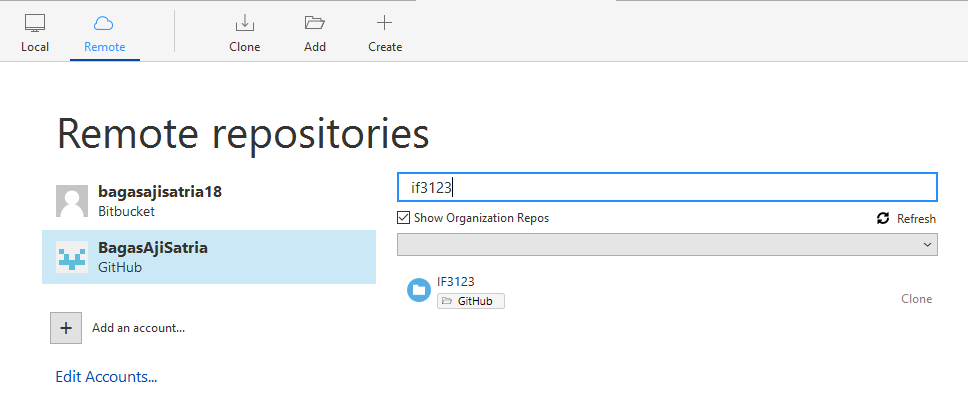 Local
Remote
Clone
Add
Create
Remote repositories
bagasajisatria18
Bitbucket
BagasAjiSatria
GitHub
Add an account...
Edit Accounts...
if3123
Show Organization Repos
Refresh
IF3123
GitHub
Clone